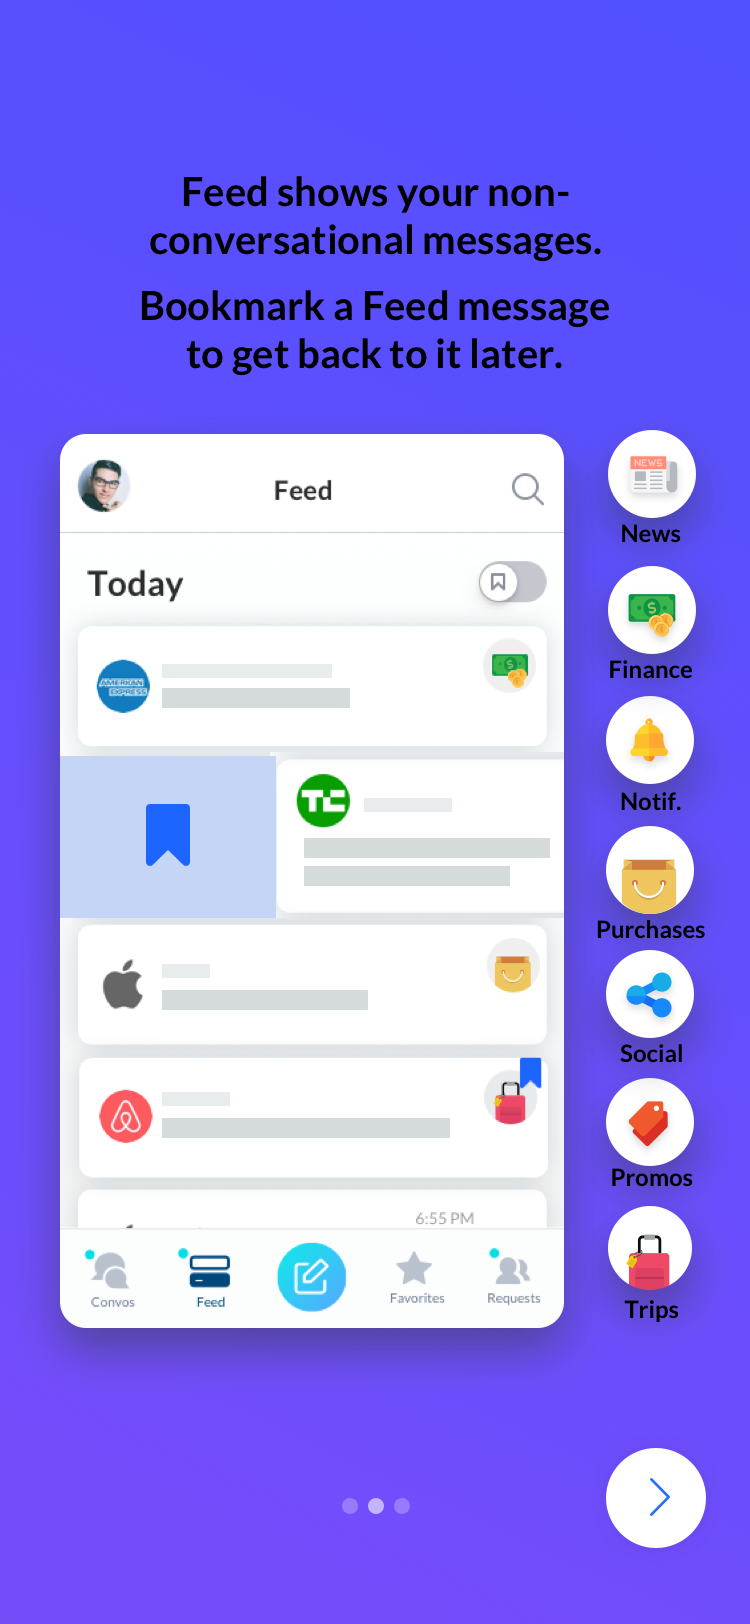 Feed shows your non-
conversational messages.
Bookmark a Feed message
to get back to it later.
Feed
Today
AMERICAN
EXPRESS
TC
6:55 PM
Convos
Feed
Favorites
Requests
NEWS
News
Finance
Notif.
Purchases
Social
Promos
Trips